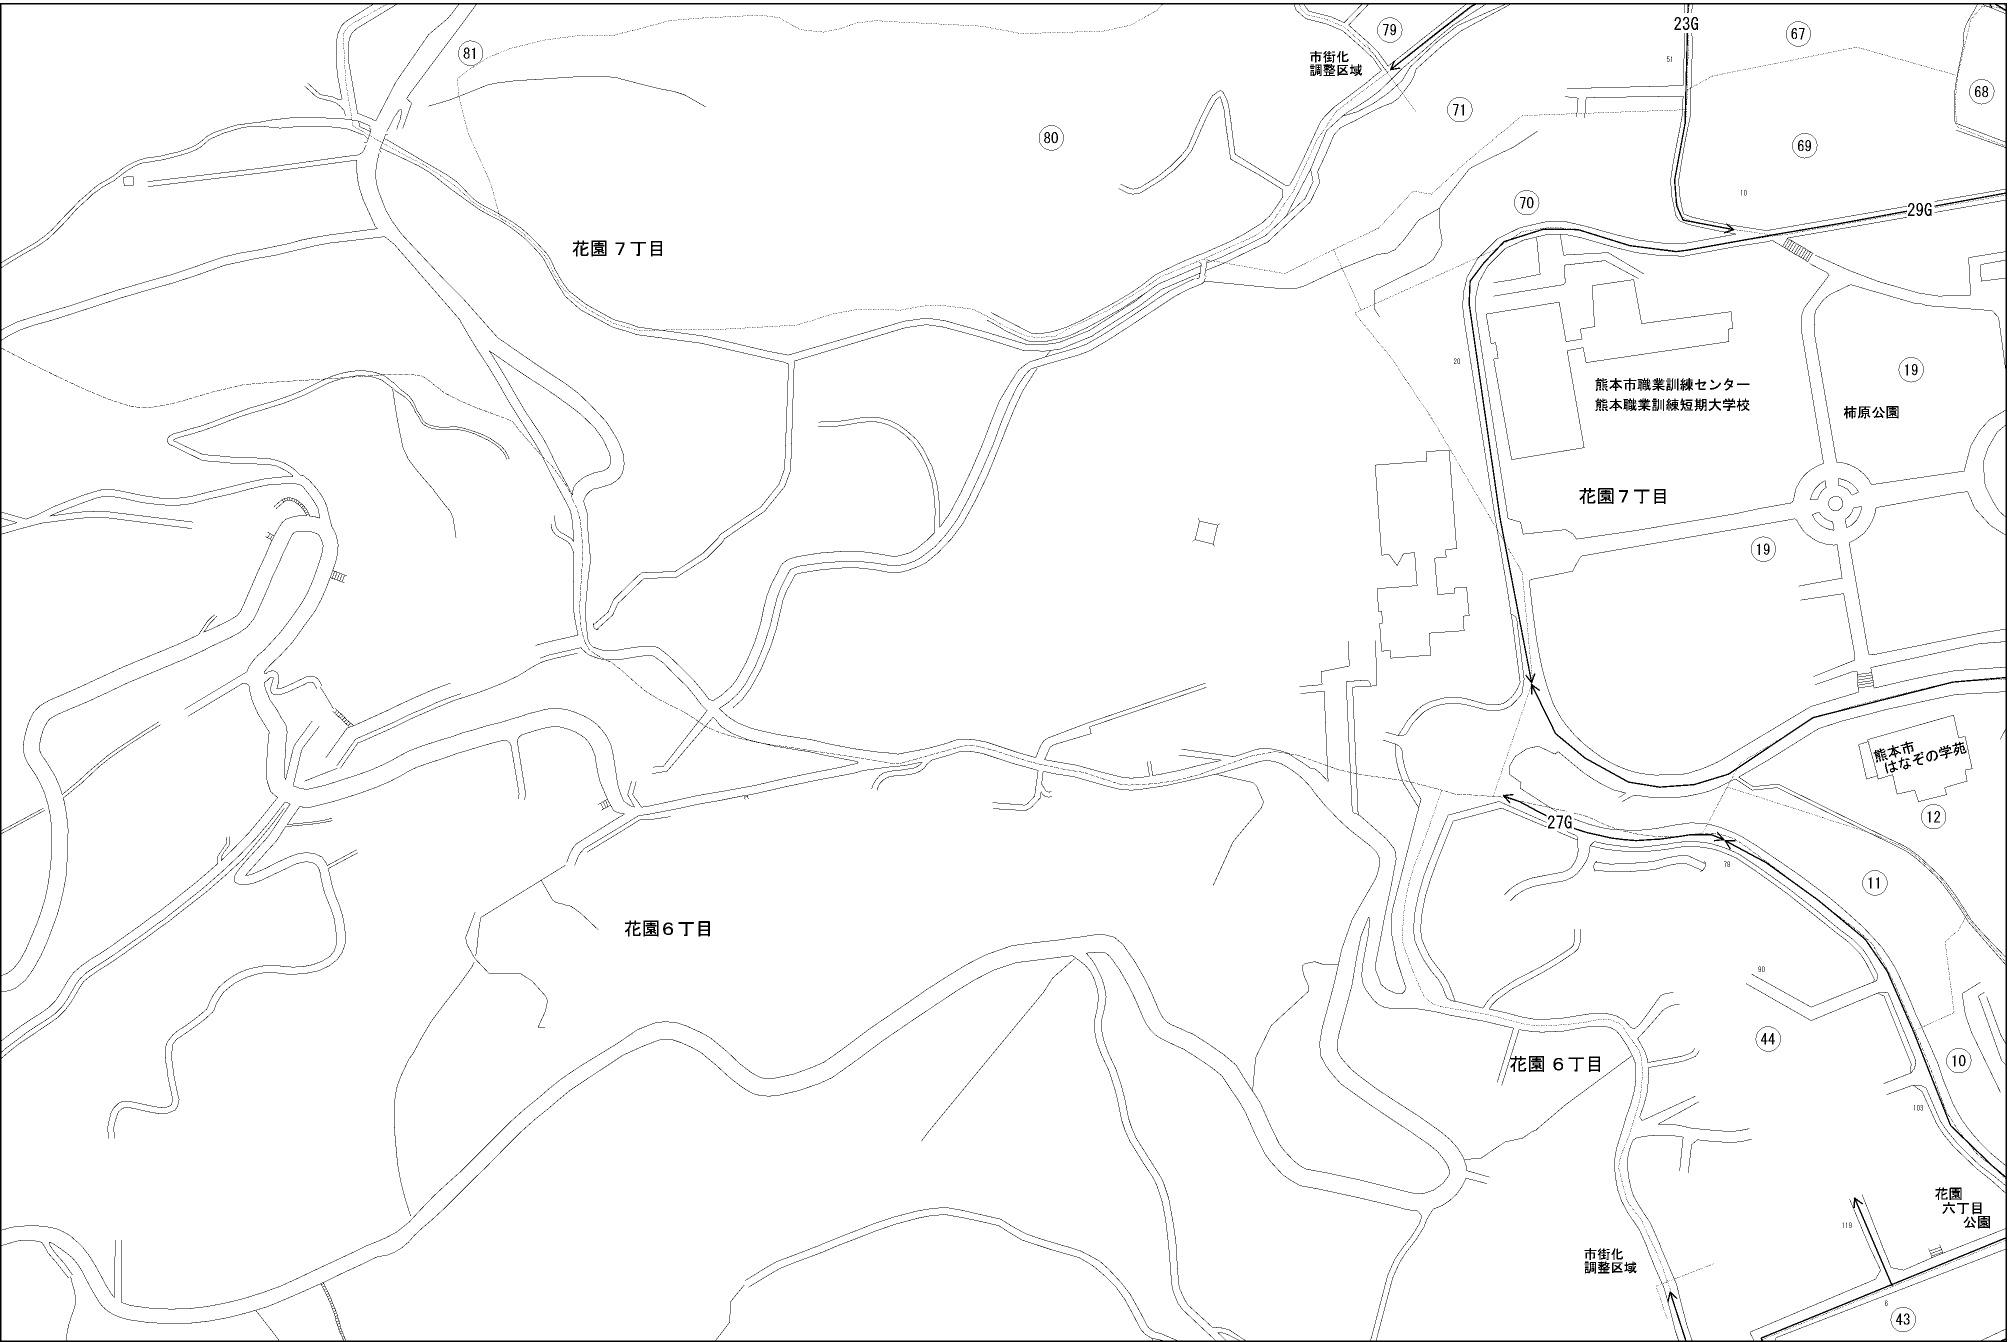 23G
79
67
81
市街化
調整区域
51
68
71
80
69
10
70
29G
花園 7丁目
20
19
熊本市職業訓練センター
熊本職業訓練短期大学校
柿原公園
花園7丁目
19
熊本市
はなぞの学苑
12
27G
78
11
花園6丁目
90
44
花園 6丁目
10
103
花園
六丁目
公園
119
市街化
調整区域
6
43